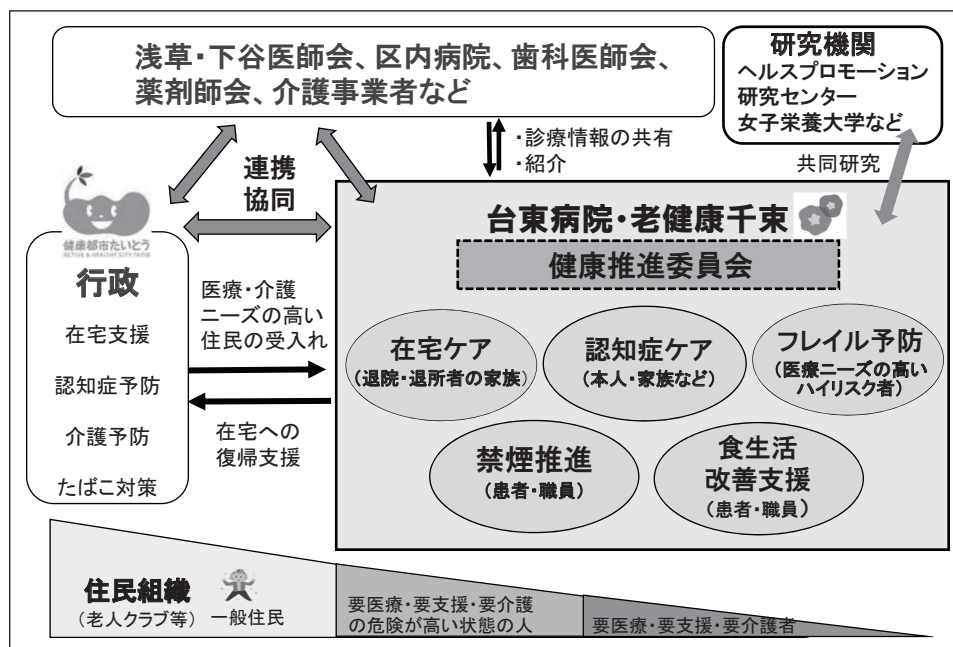 浅草・下谷医師会、区内病院、歯科医師会、
薬剤師会、介護事業者など
研究機関
ヘルスプロモーション
研究センター
女子栄養大学など
・診療情報の共有
・紹介
共同研究
連携
協同
健康都市たいとう
ACTIVE & HEALTHY CITY TAITO
行政
在宅支援
認知症予防
介護予防
たばこ対策
医療・介護
ニーズの高い
住民の受入れ
在宅への
復帰支援
台東病院・老健康千束
健康推進委員会
在宅ケア
(退院・退所者の家族)
認知症ケア
(本人・家族など)
フレイル予防
(医療ニーズの高い
ハイリスク者)
禁煙推進
(患者・職員)
食生活
改善支援
(患者・職員)
住民組織
(老人クラブ等)
一般住民
要医療・要支援・要介護
の危険が高い状態の人
要医療・要支援・要介護者